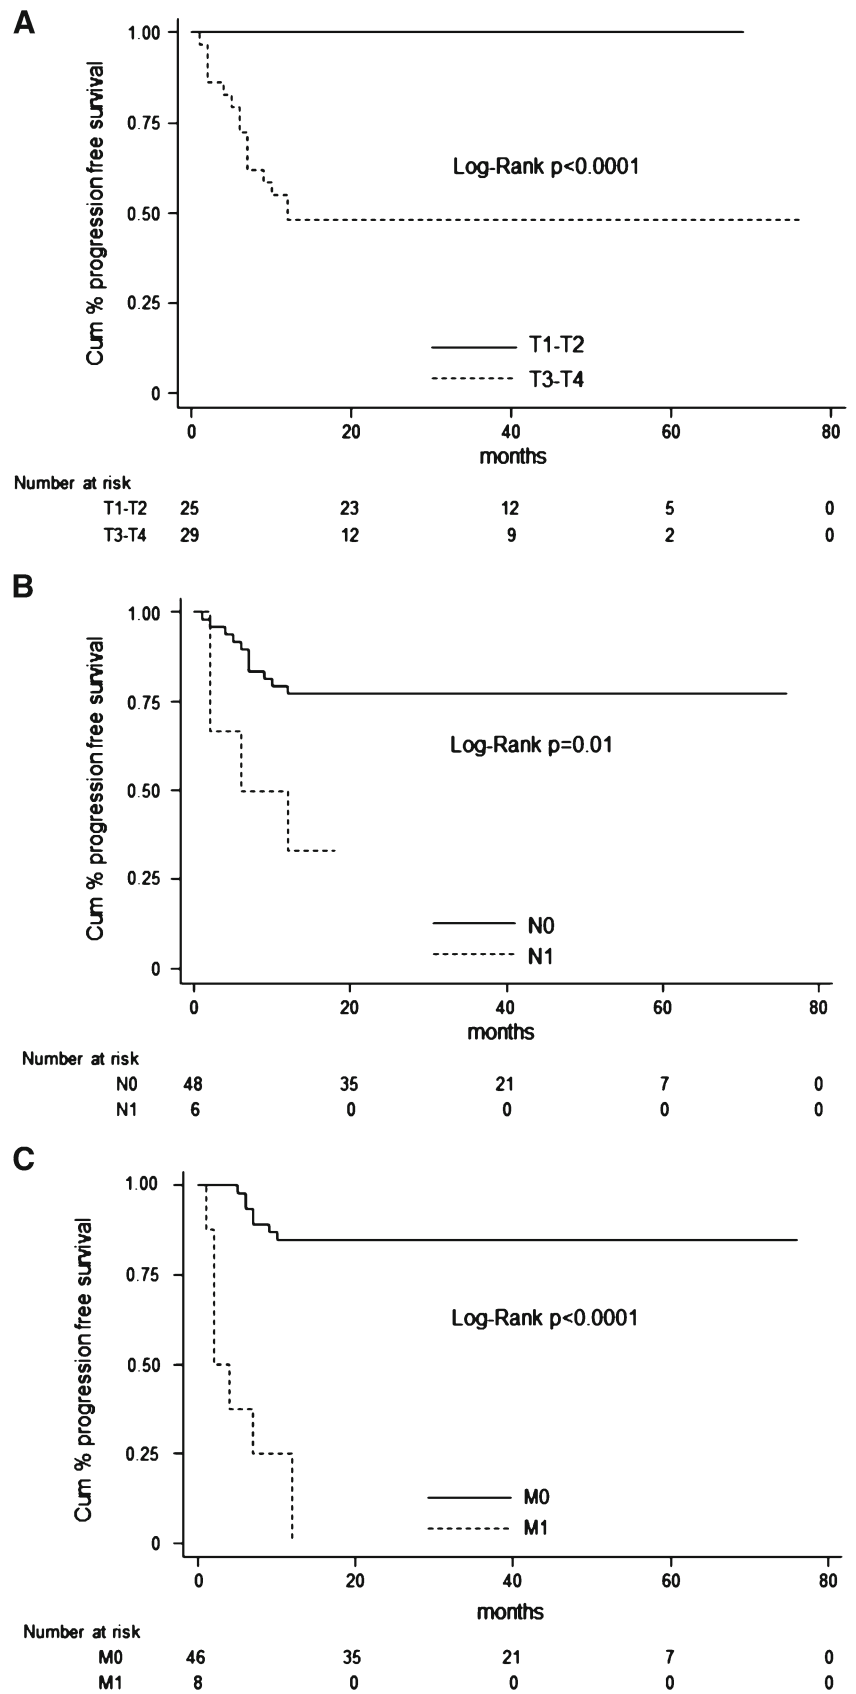 A
Cum % progression free survival
1.00
0.75
0.50
0.25
0
Log-Rank p<0.0001
T1-T2
T3-T4
0 20 40 60 80
months
Number at risk
T1-T2 25 23 12 5 0
T3-T4 29 12 9 2 0
B
Cum % progression free survival
1.00
0.75
0.50
0.25
0
Log-Rank p=0.01
N0
N1
0 20 40 60 80
months
Number at risk
N0 48 35 21 7 0
N1 6 0 0 0 0
C
Cum % progression free survival
1.00
0.75
0.50
0.25
0
Log-Rank p<0.0001
M0
M1
0 20 40 60 80
months
Number at risk
M0 46 35 21 7 0
M1 8 0 0 0 0